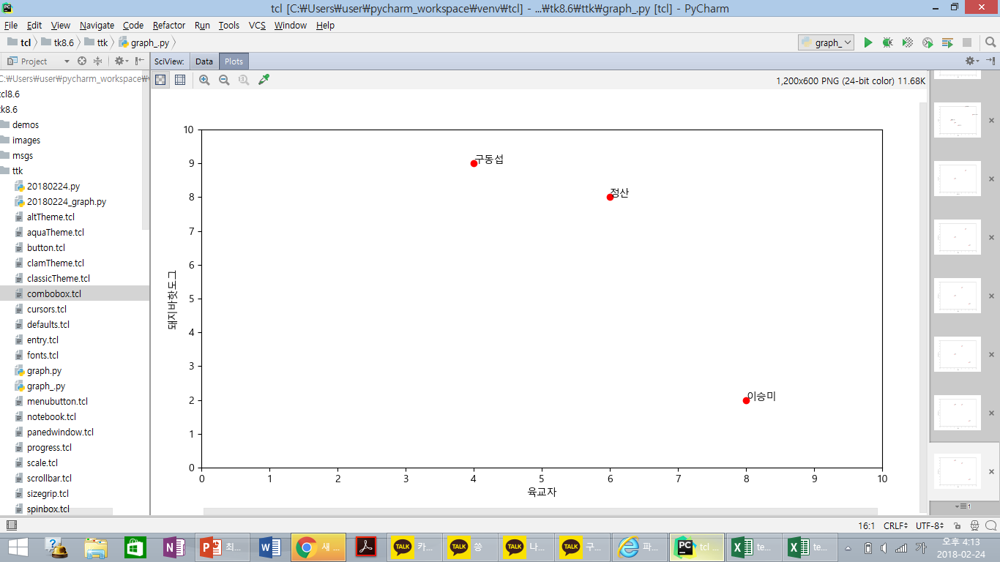 tcl [C:\Users\user\pycharm_workspace\venv\tcl] - ...\tk8.6\ttk\graph_.py [tcl] - PyCharm
File Edit View Navigate Code Refactor Run Tools VCS Window Help
tcl tk8.6 ttk graph_.py graph_
Project SciView: Data Plots
C:\Users\user\pycharm_workspace\v
1,200x600 PNG (24-bit color) 11.68K
tcl8.6
tk8.6
demos
images
msgs
ttk
20180224.py
20180224_graph.py
altTheme.tcl
aquaTheme.tcl
button.tcl
clamTheme.tcl
classicTheme.tcl
combobox.tcl
cursors.tcl
defaults.tcl
entry.tcl
fonts.tcl
graph.py
graph_.py
menubutton.tcl
notebook.tcl
panedwindow.tcl
progress.tcl
scale.tcl
scrollbar.tcl
sizegrip.tcl
spinbox.tcl
10
9
8
7
6
5
4
3
2
1
0
돼지바핫도그
구동섭
정산
이승미
0 1 2 3 4 5 6 7 8 9 10
육교자
1
16:1 CRLF UTF-8
최... 새 ... 카... 쏭 나... 구... 파... tcl ... te... te... 가 오후 4:13
2018-02-24